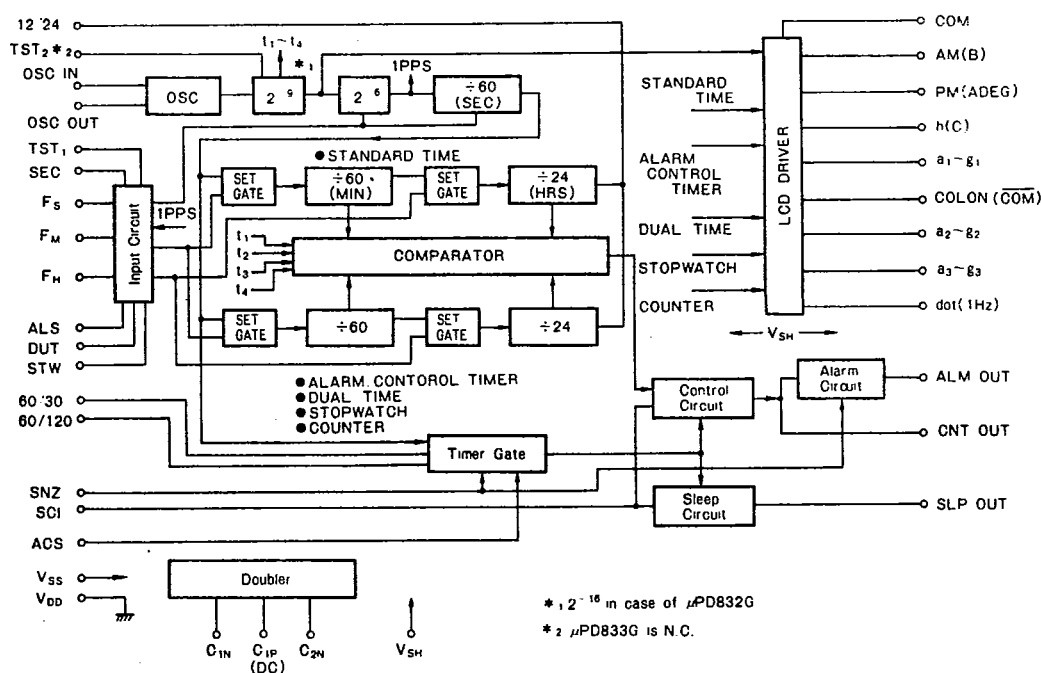 12 24
TST₂ *₂
OSC IN
OSC OUT
TST₁
SEC
Fs
FM
FH
ALS
DUT
STW
60 '30
60/120
SNZ
SCI
ACS
VSS
VDD
OSC
t₁~t₄
*₁
2⁹
2⁶
1PPS
÷60
(SEC)
● STANDARD TIME
Input Circuit
1PPS
SET
GATE
÷60
(MIN)
SET
GATE
÷24
(HRS)
t₁
t₂
t₃
t₄
COMPARATOR
SET
GATE
÷60
SET
GATE
÷24
● ALARM. CONTOROL TIMER
● DUAL TIME
● STOPWATCH
● COUNTER
Timer Gate
Control
Circuit
Alarm
Circuit
Sleep
Circuit
STANDARD
TIME
ALARM
CONTROL
TIMER
DUAL TIME
STOPWATCH
COUNTER
LCD DRIVER
VSH
COM
AM(B)
PM(ADEG)
h(C)
a₁~g₁
COLON (C̅O̅M̅)
a₂~g₂
a₃~g₃
dot(1Hz)
ALM OUT
CNT OUT
SLP OUT
Doubler
C1N
C1P
(DC)
C2N
VSH
*₁ 2⁻¹⁶ in case of μPD832G
*₂ μPD833G is N.C.